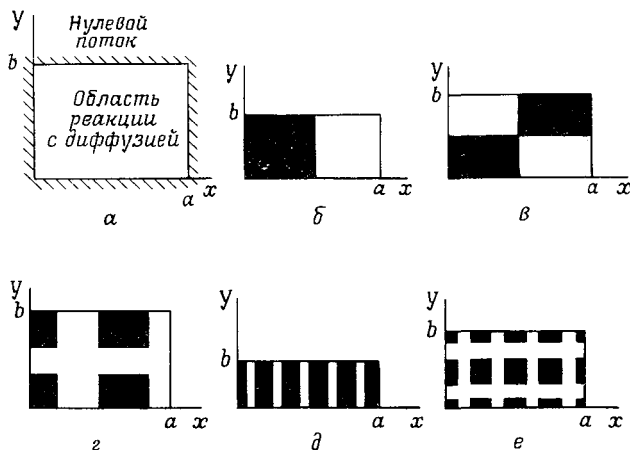 y
Нулевой
поток
b
Область
реакции
с диффузией
a
x
а
y
b
a
x
б
y
b
a
x
в
y
b
a
x
г
y
b
a
x
д
y
b
a
x
е